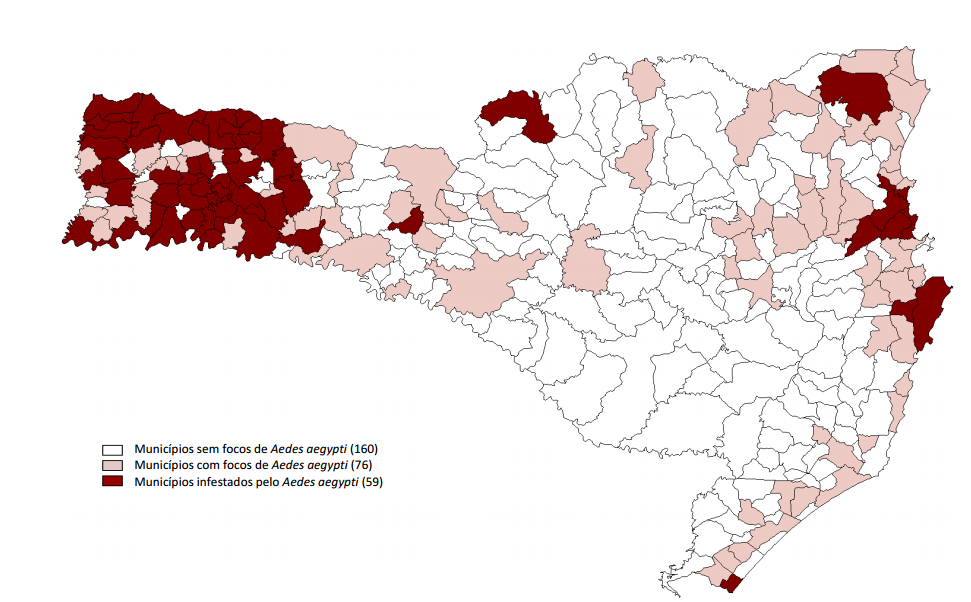 Municípios sem focos de Aedes aegypti (160)
Municípios com focos de Aedes aegypti (76)
Municípios infestados pelo Aedes aegypti (59)